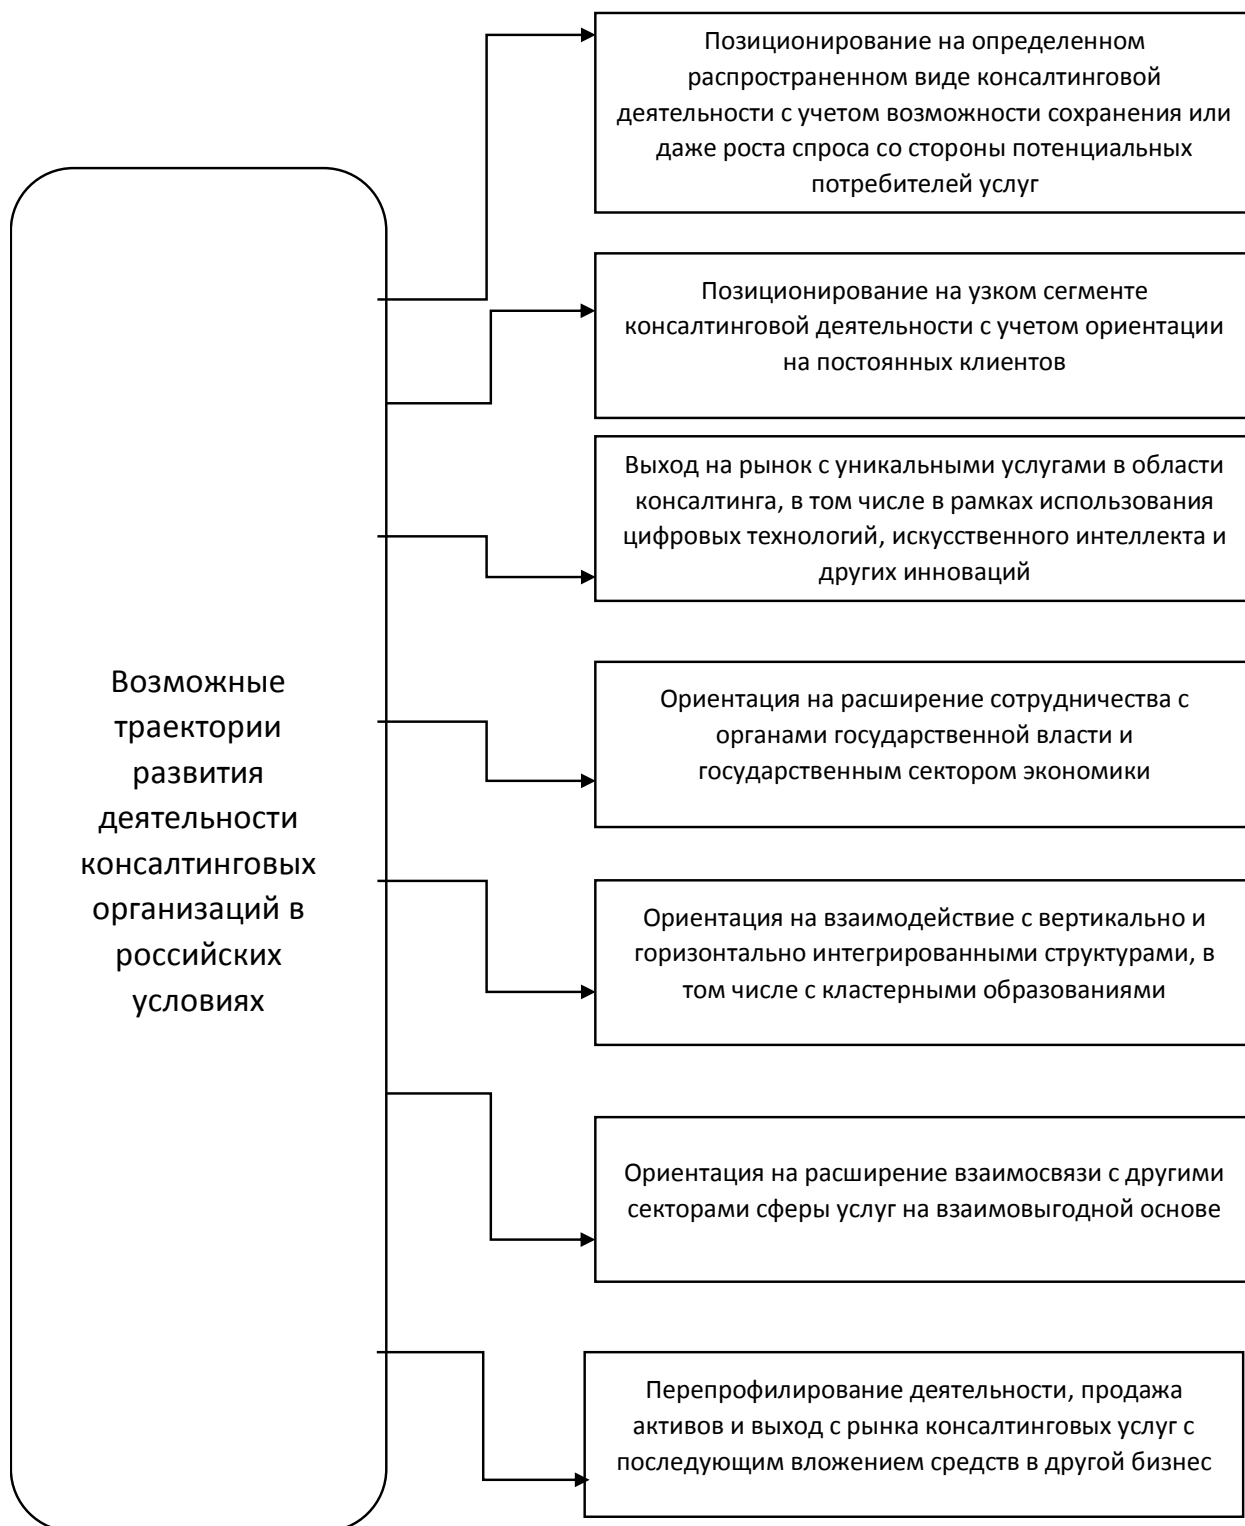 Позиционирование на определенном
распространенном виде консалтинговой
деятельности с учетом возможности сохранения или
даже роста спроса со стороны потенциальных
потребителей услуг
Позиционирование на узком сегменте
консалтинговой деятельности с учетом ориентации
на постоянных клиентов
Выход на рынок с уникальными услугами в области
консалтинга, в том числе в рамках использования
цифровых технологий, искусственного интеллекта и
других инноваций
Возможные
траектории
развития
деятельности
консалтинговых
организаций в
российских
условиях
Ориентация на расширение сотрудничества с
органами государственной власти и
государственным сектором экономики
Ориентация на взаимодействие с вертикально и
горизонтально интегрированными структурами, в
том числе с кластерными образованиями
Ориентация на расширение взаимосвязи с другими
секторами сферы услуг на взаимовыгодной основе
Перепрофилирование деятельности, продажа
активов и выход с рынка консалтинговых услуг с
последующим вложением средств в другой бизнес